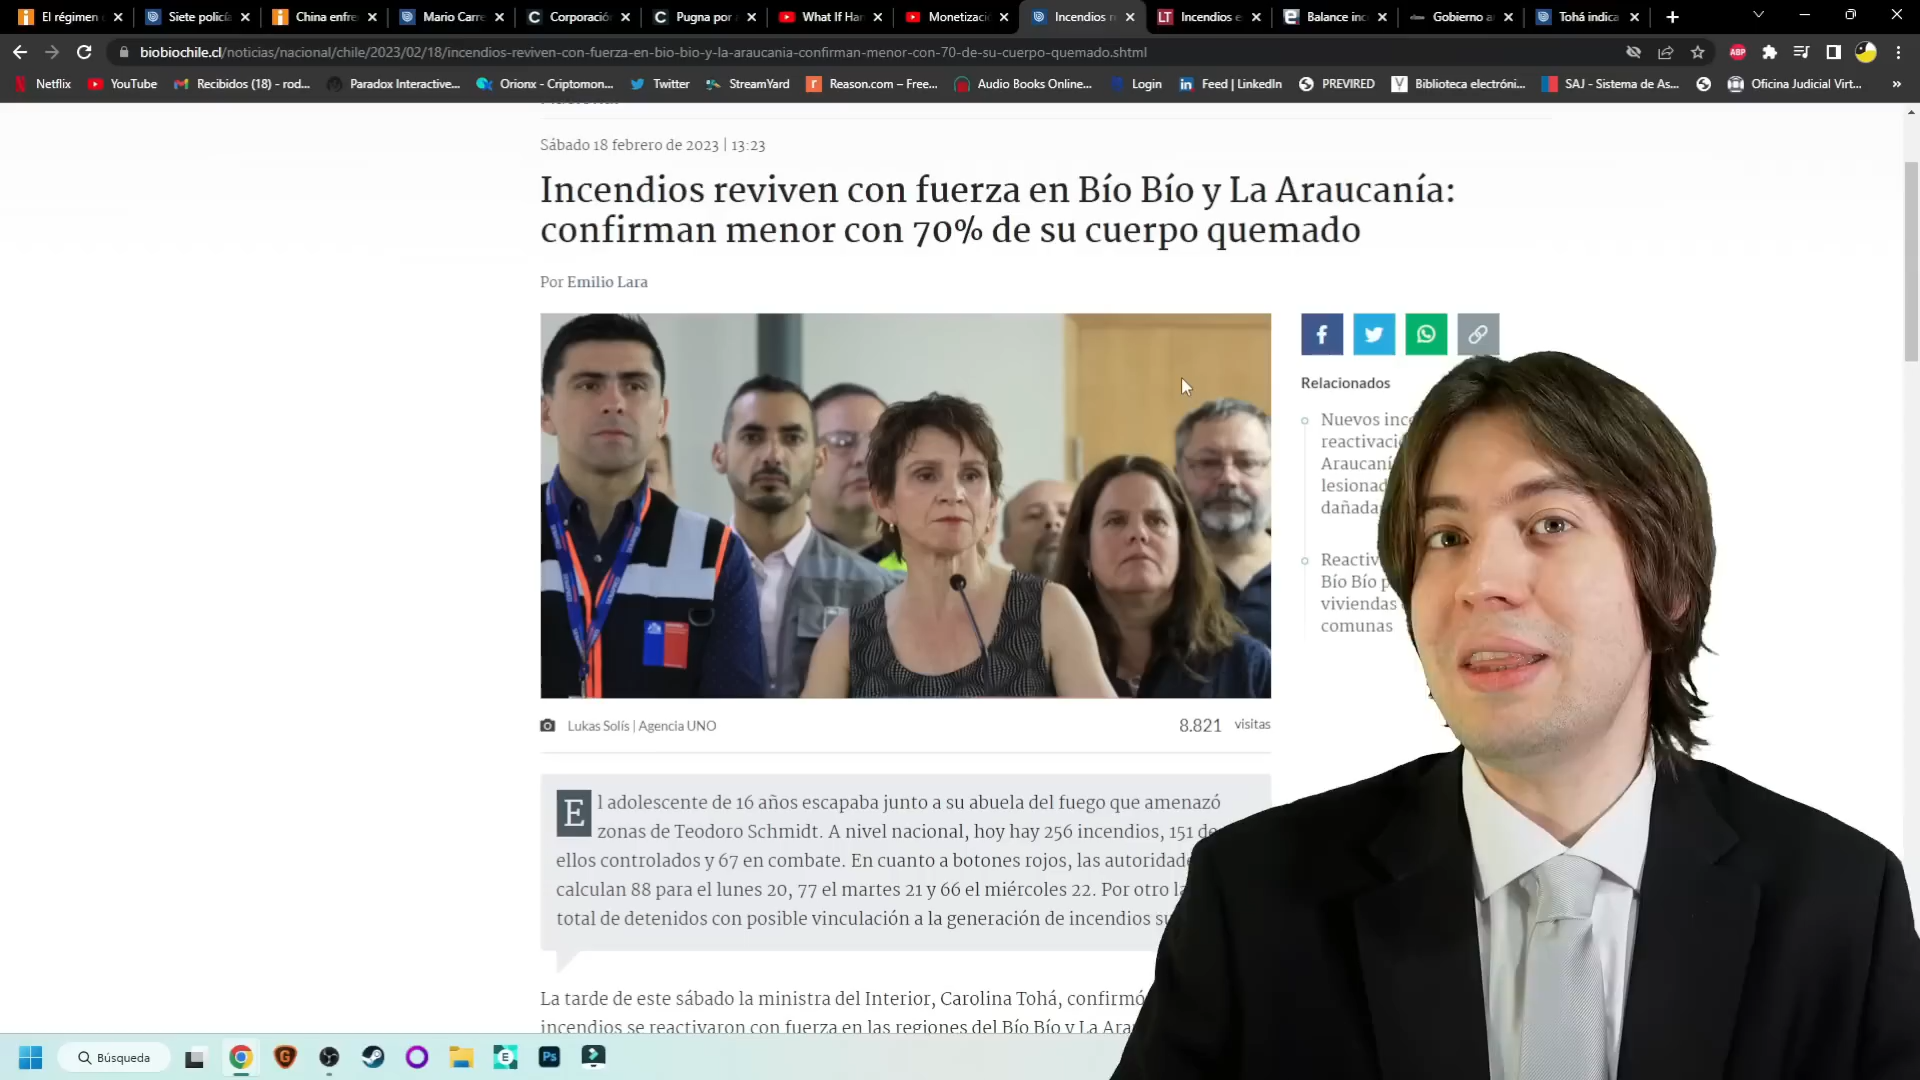 El régimen
Siete policía
China enfre
Mario Carre
Corporació
Pugna por
What If Har
Monetizaci
Incendios r
Incendios e
Balance inc
Gobierno a
Tohá indica
biobiochile.cl/noticias/nacional/chile/2023/02/18/incendios-reviven-con-fuerza-en-bio-bio-y-la-araucania-confirman-menor-con-70-de-su-cuerpo-quemado.shtml
ABP
Netflix
YouTube
Recibidos (18) - rod...
Paradox Interactive...
Orionx - Criptomon...
Twitter
StreamYard
Reason.com – Free...
Audio Books Online...
Login
Feed | LinkedIn
PREVIRED
Biblioteca electróni...
SAJ - Sistema de As...
Oficina Judicial Virt...
Sábado 18 febrero de 2023 | 13:23
Incendios reviven con fuerza en Bío Bío y La Araucanía:
confirman menor con 70% de su cuerpo quemado
Por Emilio Lara
Relacionados
Nuevos inc
reactivaci
Araucaní
lesionad
dañada
Reactiv
Bío Bío p
viviendas
comunas
Lukas Solís | Agencia UNO
8.821 visitas
El adolescente de 16 años escapaba junto a su abuela del fuego que amenazó
zonas de Teodoro Schmidt. A nivel nacional, hoy hay 256 incendios, 151 de
ellos controlados y 67 en combate. En cuanto a botones rojos, las autoridade
calculan 88 para el lunes 20, 77 el martes 21 y 66 el miércoles 22. Por otro la
total de detenidos con posible vinculación a la generación de incendios su
La tarde de este sábado la ministra del Interior, Carolina Tohá, confirmó
incendios se reactivaron con fuerza en las regiones del Bío Bío y La Arau
Búsqueda
Ps